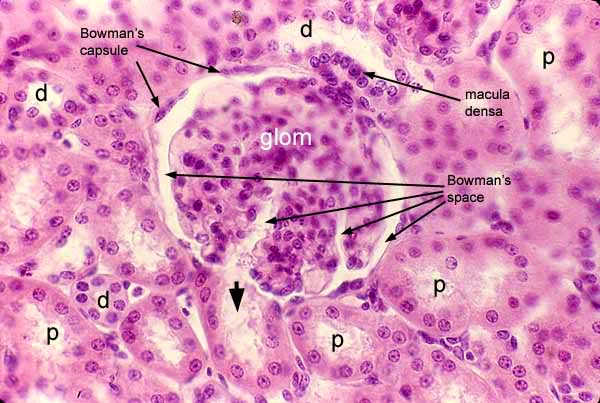 Bowman's
capsule
d
p
d
macula
densa
glom
Bowman's
space
d
p
p
p